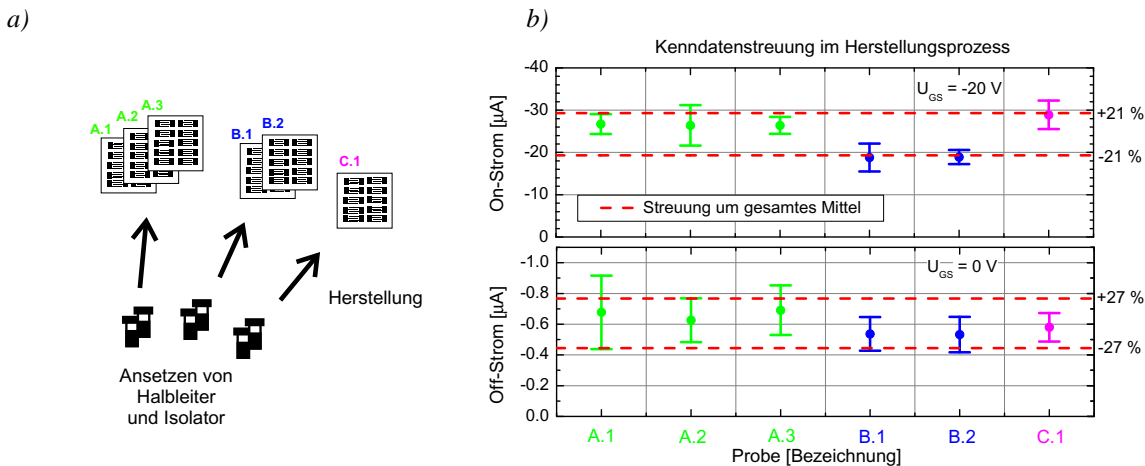 a)
A.3
A.2
A.1
B.2
B.1
C.1
Herstellung
Ansetzen von
Halbleiter
und Isolator
b)
Kenndatenstreuung im Herstellungsprozess
On-Strom [µA]
-40
-30
-20
-10
0
U_GS = -20 V
+21 %
-21 %
Streuung um gesamtes Mittel
Off-Strom [µA]
-1.0
-0.8
-0.6
-0.4
-0.2
0.0
U_GS = 0 V
+27 %
-27 %
A.1 A.2 A.3 B.1 B.2 C.1
Probe [Bezeichnung]